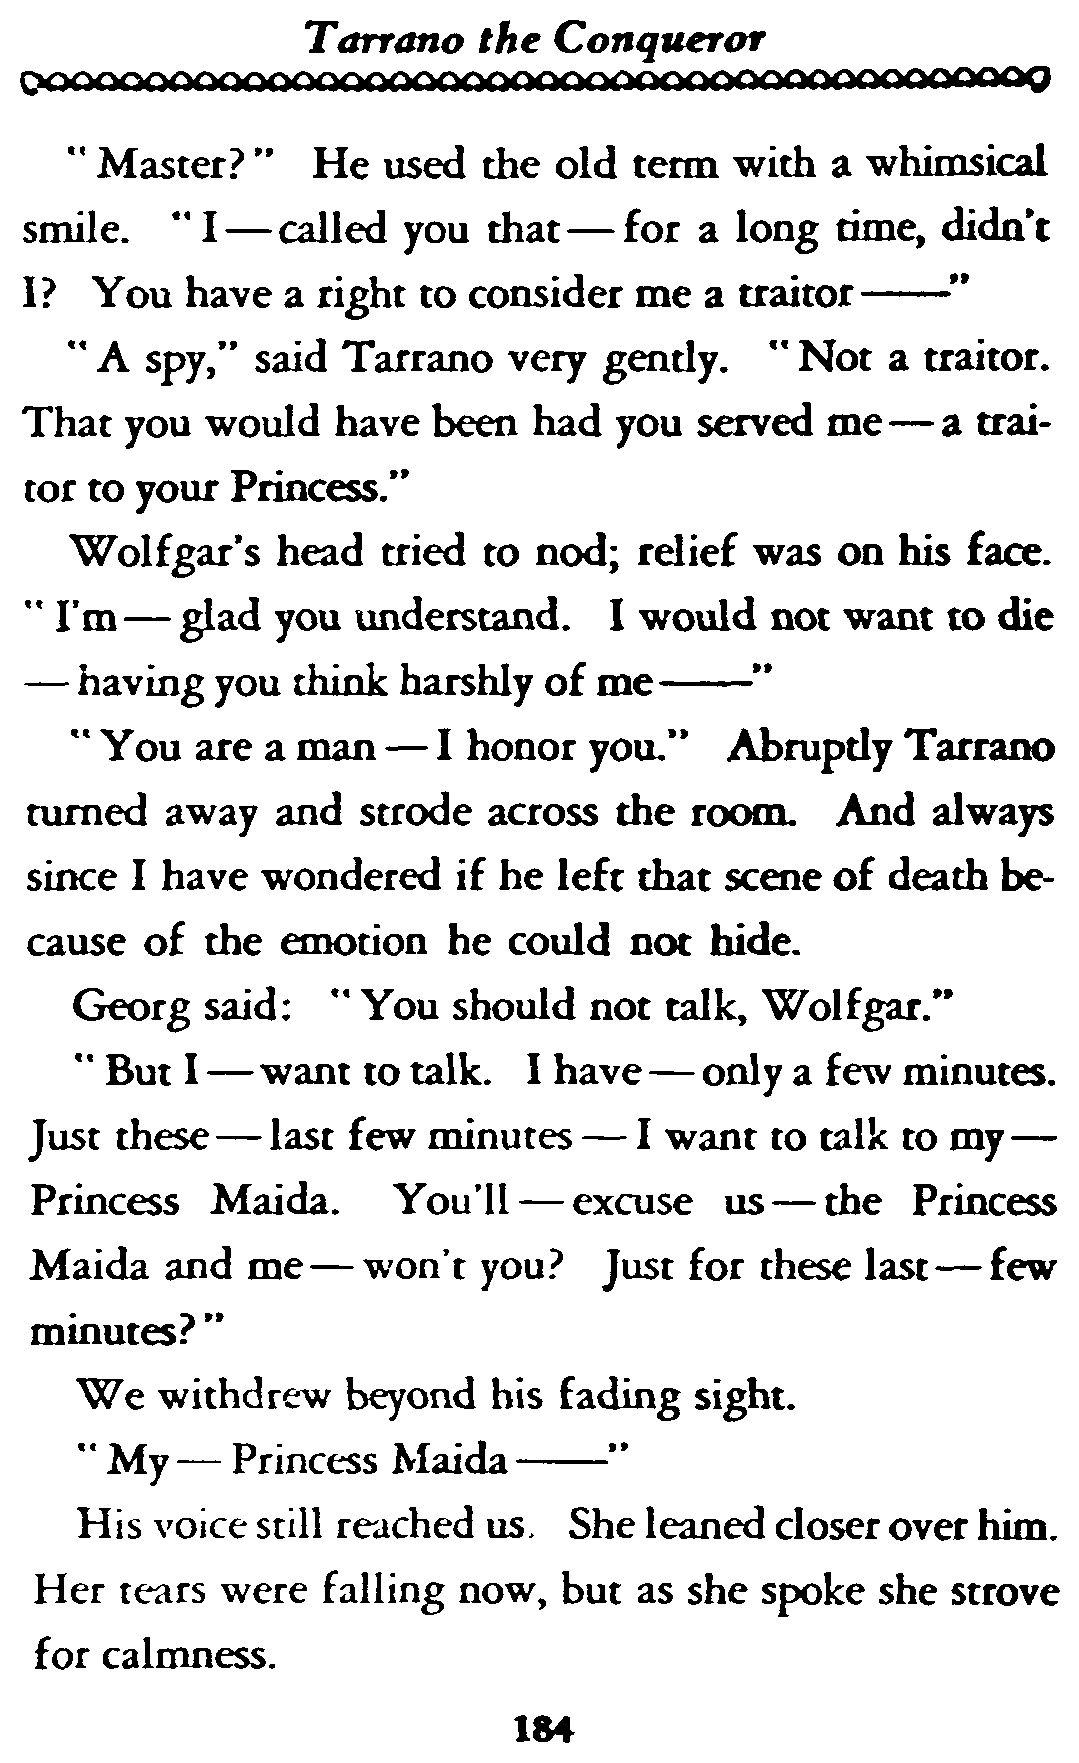 Tarrano the Conqueror
"Master?" He used the old term with a whimsical
smile. "I—called you that—for a long time, didn't
I? You have a right to consider me a traitor——"
"A spy," said Tarrano very gently. "Not a traitor.
That you would have been had you served me—a trai-
tor to your Princess."
Wolfgar's head tried to nod; relief was on his face.
"I'm—glad you understand. I would not want to die
—having you think harshly of me——"
"You are a man—I honor you." Abruptly Tarrano
turned away and strode across the room. And always
since I have wondered if he left that scene of death be-
cause of the emotion he could not hide.
Georg said: "You should not talk, Wolfgar."
"But I—want to talk. I have—only a few minutes.
Just these—last few minutes—I want to talk to my—
Princess Maida. You'll—excuse us—the Princess
Maida and me—won't you? Just for these last—few
minutes?"
We withdrew beyond his fading sight.
"My—Princess Maida——"
His voice still reached us. She leaned closer over him.
Her tears were falling now, but as she spoke she strove
for calmness.
184